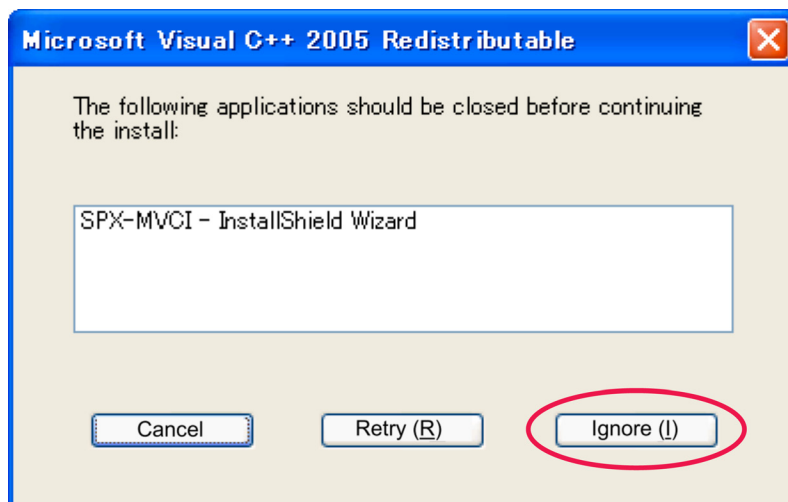 Microsoft Visual C++ 2005 Redistributable
The following applications should be closed before continuing
the install:
SPX-MVCI - InstallShield Wizard
Cancel
Retry (R)
Ignore (I)